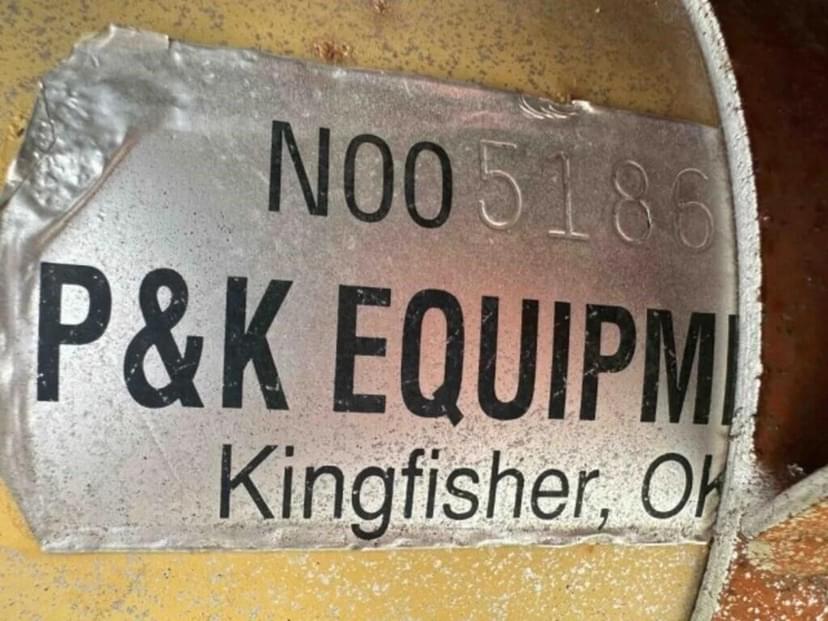 N005186
P&K EQUIPM
Kingfisher, OK